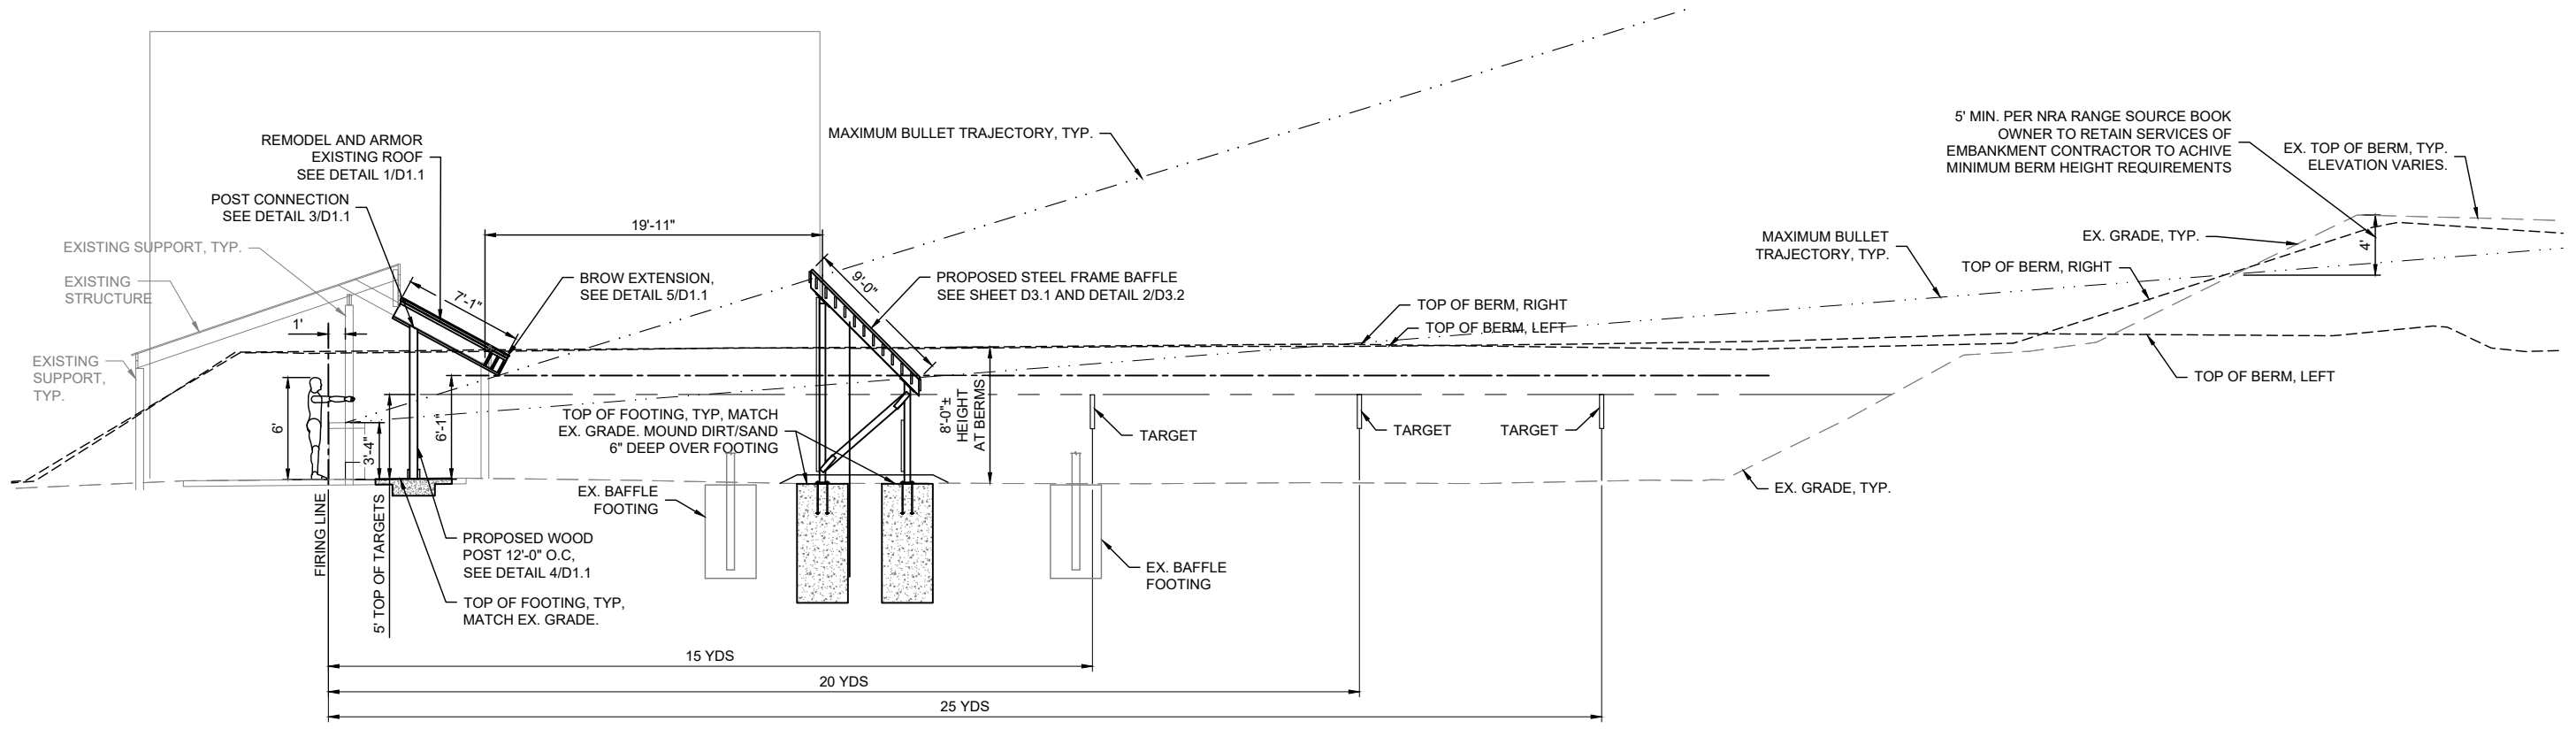 MAXIMUM BULLET TRAJECTORY, TYP.
5' MIN. PER NRA RANGE SOURCE BOOK
OWNER TO RETAIN SERVICES OF
EMBANKMENT CONTRACTOR TO ACHIVE
MINIMUM BERM HEIGHT REQUIREMENTS
EX. TOP OF BERM, TYP.
ELEVATION VARIES.
REMODEL AND ARMOR
EXISTING ROOF
SEE DETAIL 1/D1.1
POST CONNECTION
SEE DETAIL 3/D1.1
19'-11"
EXISTING SUPPORT, TYP.
EXISTING
STRUCTURE
EXISTING
SUPPORT,
TYP.
1'
7'-1"
BROW EXTENSION,
SEE DETAIL 5/D1.1
9'-0"
PROPOSED STEEL FRAME BAFFLE
SEE SHEET D3.1 AND DETAIL 2/D3.2
MAXIMUM BULLET
TRAJECTORY, TYP.
EX. GRADE, TYP.
TOP OF BERM, RIGHT
4'
TOP OF BERM, RIGHT
TOP OF BERM, LEFT
TOP OF BERM, LEFT
6'
3'-4"
6'-1"
TOP OF FOOTING, TYP, MATCH
EX. GRADE. MOUND DIRT/SAND
6" DEEP OVER FOOTING
8'-0"±
HEIGHT
AT BERMS
TARGET
TARGET
TARGET
EX. GRADE, TYP.
EX. BAFFLE
FOOTING
EX. BAFFLE
FOOTING
FIRING LINE
5' TOP OF TARGETS
PROPOSED WOOD
POST 12'-0" O.C,
SEE DETAIL 4/D1.1
TOP OF FOOTING, TYP,
MATCH EX. GRADE.
15 YDS
20 YDS
25 YDS